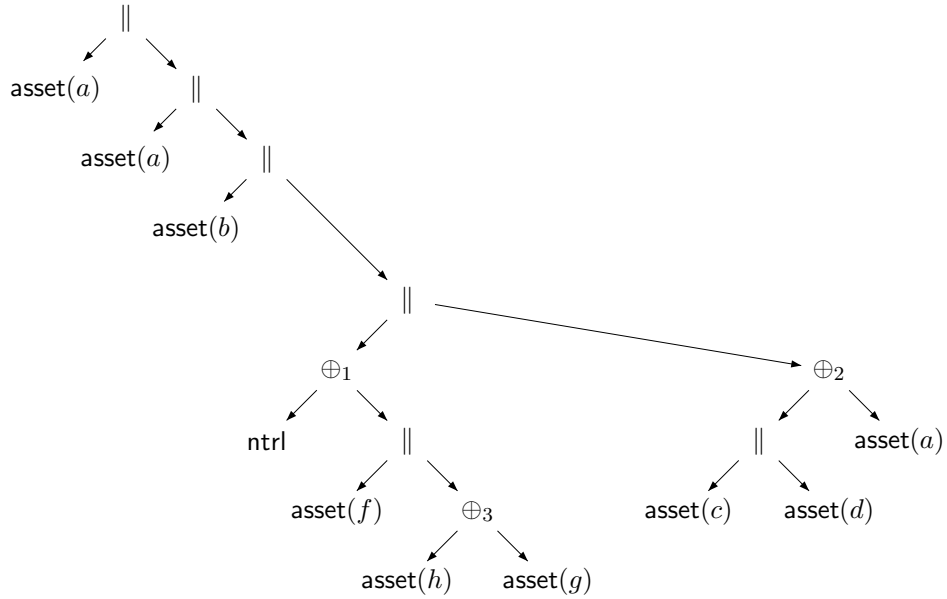 ∥
asset(a) ∥
asset(a) ∥
asset(b)
∥
⊕1 ⊕2
ntrl ∥ ∥ asset(a)
asset(f) ⊕3 asset(c) asset(d)
asset(h) asset(g)